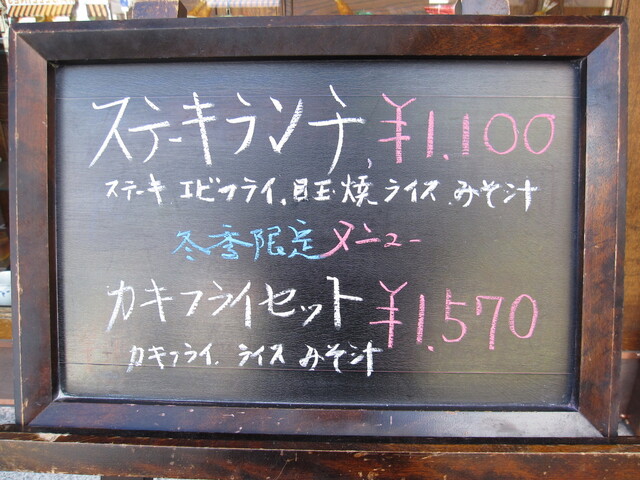 ステーキランチ ¥1,100
ステーキ エビフライ、目玉焼 ライス、みそ汁
冬季限定メニュー
カキフライセット ¥1,570
カキフライ、ライス みそ汁